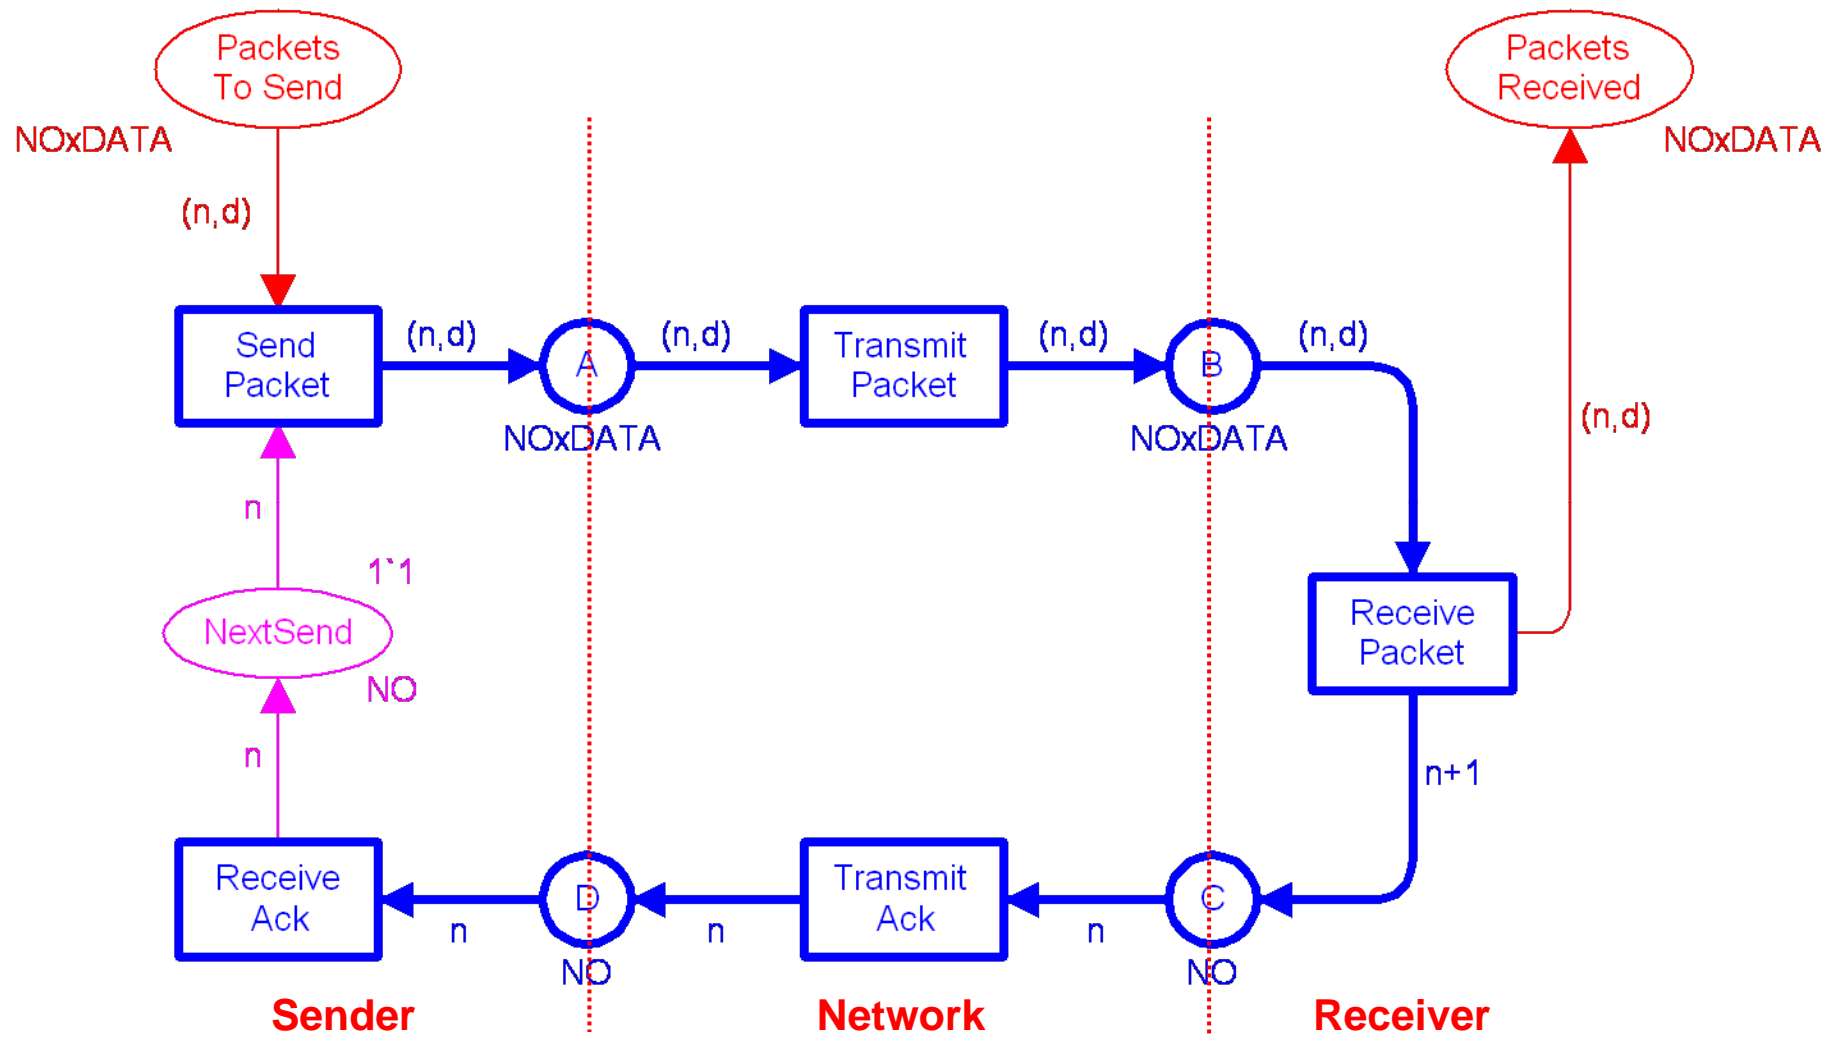 Packets
To Send
NOxDATA
(n,d)
Packets
Received
NOxDATA
Send
Packet
(n,d)
A
NOxDATA
(n,d)
Transmit
Packet
(n,d)
B
NOxDATA
(n,d)
(n,d)
n
1`1
NextSend
NO
n
Receive
Packet
n+1
Receive
Ack
n
D
NO
n
Transmit
Ack
n
C
NO
Sender
Network
Receiver